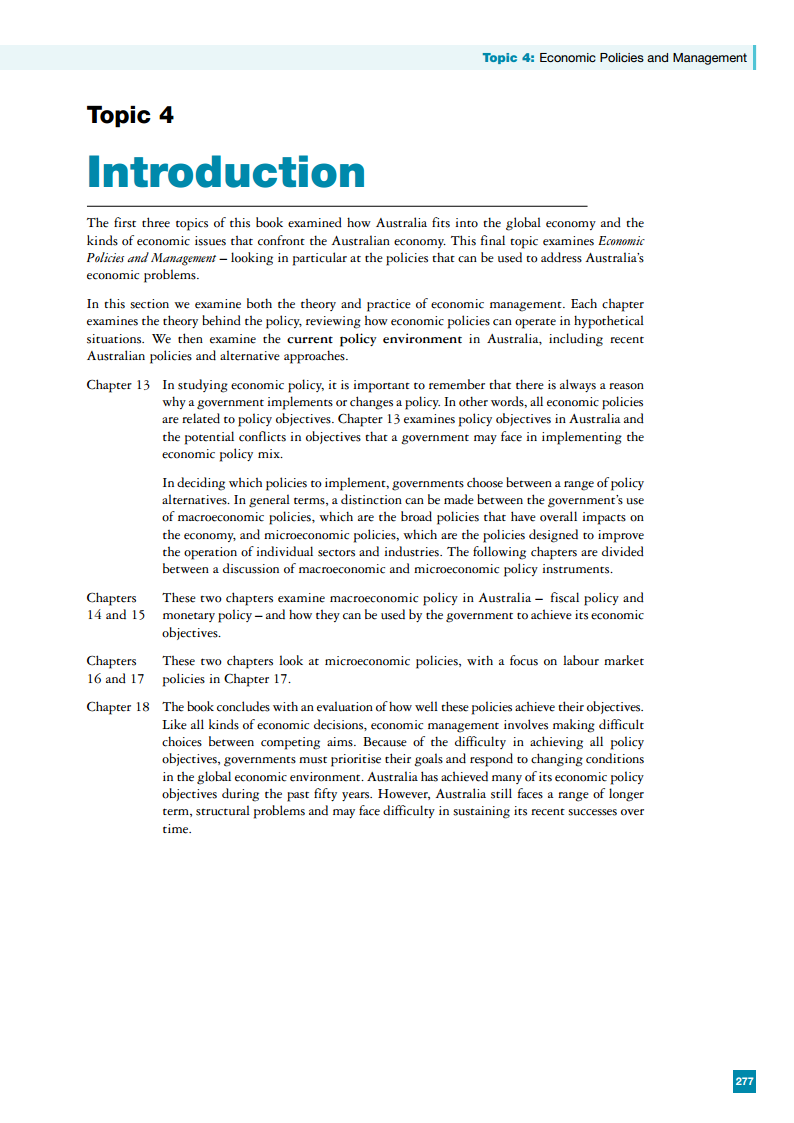 Topic 4: Economic Policies and Management
Topic 4
Introduction
The first three topics of this book examined how Australia fits into the global economy and the
kinds of economic issues that confront the Australian economy. This final topic examines Economic
Policies and Management – looking in particular at the policies that can be used to address Australia's
economic problems.
In this section we examine both the theory and practice of economic management. Each chapter
examines the theory behind the policy, reviewing how economic policies can operate in hypothetical
situations. We then examine the current policy environment in Australia, including recent
Australian policies and alternative approaches.
Chapter 13 In studying economic policy, it is important to remember that there is always a reason
why a government implements or changes a policy. In other words, all economic policies
are related to policy objectives. Chapter 13 examines policy objectives in Australia and
the potential conflicts in objectives that a government may face in implementing the
economic policy mix.
In deciding which policies to implement, governments choose between a range of policy
alternatives. In general terms, a distinction can be made between the government's use
of macroeconomic policies, which are the broad policies that have overall impacts on
the economy, and microeconomic policies, which are the policies designed to improve
the operation of individual sectors and industries. The following chapters are divided
between a discussion of macroeconomic and microeconomic policy instruments.
Chapters These two chapters examine macroeconomic policy in Australia – fiscal policy and
14 and 15 monetary policy – and how they can be used by the government to achieve its economic
objectives.
Chapters These two chapters look at microeconomic policies, with a focus on labour market
16 and 17 policies in Chapter 17.
Chapter 18 The book concludes with an evaluation of how well these policies achieve their objectives.
Like all kinds of economic decisions, economic management involves making difficult
choices between competing aims. Because of the difficulty in achieving all policy
objectives, governments must prioritise their goals and respond to changing conditions
in the global economic environment. Australia has achieved many of its economic policy
objectives during the past fifty years. However, Australia still faces a range of longer
term, structural problems and may face difficulty in sustaining its recent successes over
time.
277